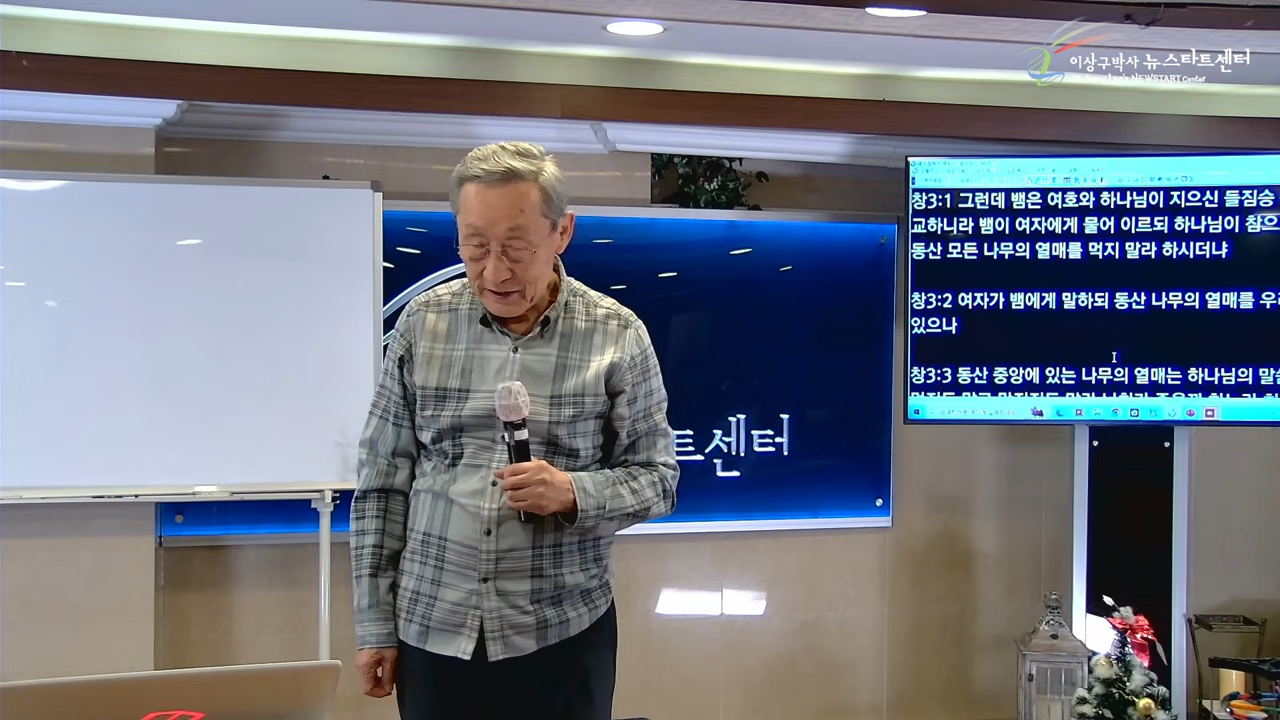 이상구박사 뉴스타트센터
NEWSTART Center
창3:1 그런데 뱀은 여호와 하나님이 지으신 들짐승
교하니라 뱀이 여자에게 물어 이르되 하나님이 참으
동산 모든 나무의 열매를 먹지 말라 하시더냐
창3:2 여자가 뱀에게 말하되 동산 나무의 열매를 우리
있으나
창3:3 동산 중앙에 있는 나무의 열매는 하나님의 말씀
트센터